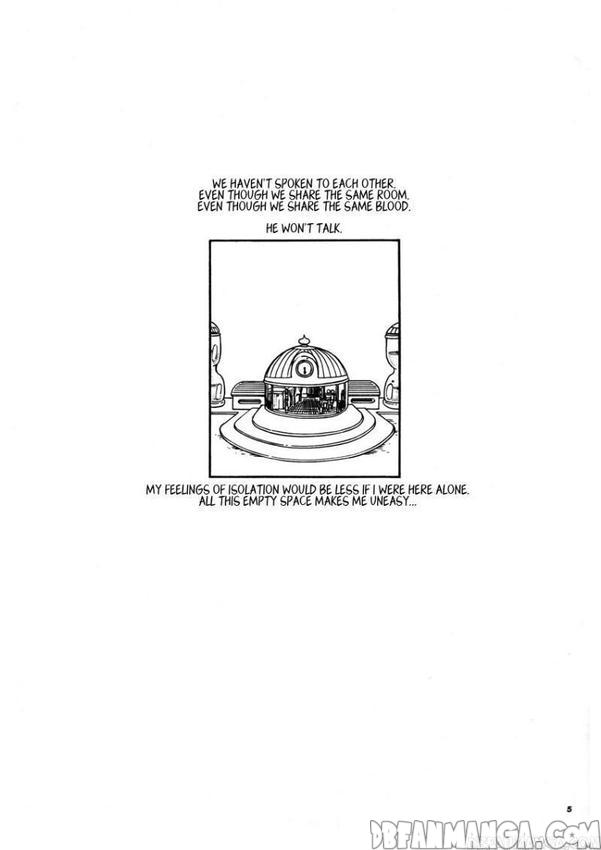 WE HAVEN'T SPOKEN TO EACH OTHER.
EVEN THOUGH WE SHARE THE SAME ROOM.
EVEN THOUGH WE SHARE THE SAME BLOOD.
HE WON'T TALK.
MY FEELINGS OF ISOLATION WOULD BE LESS IF I WERE HERE ALONE.
ALL THIS EMPTY SPACE MAKES ME UNEASY...
5
DBFANMANGA.COM